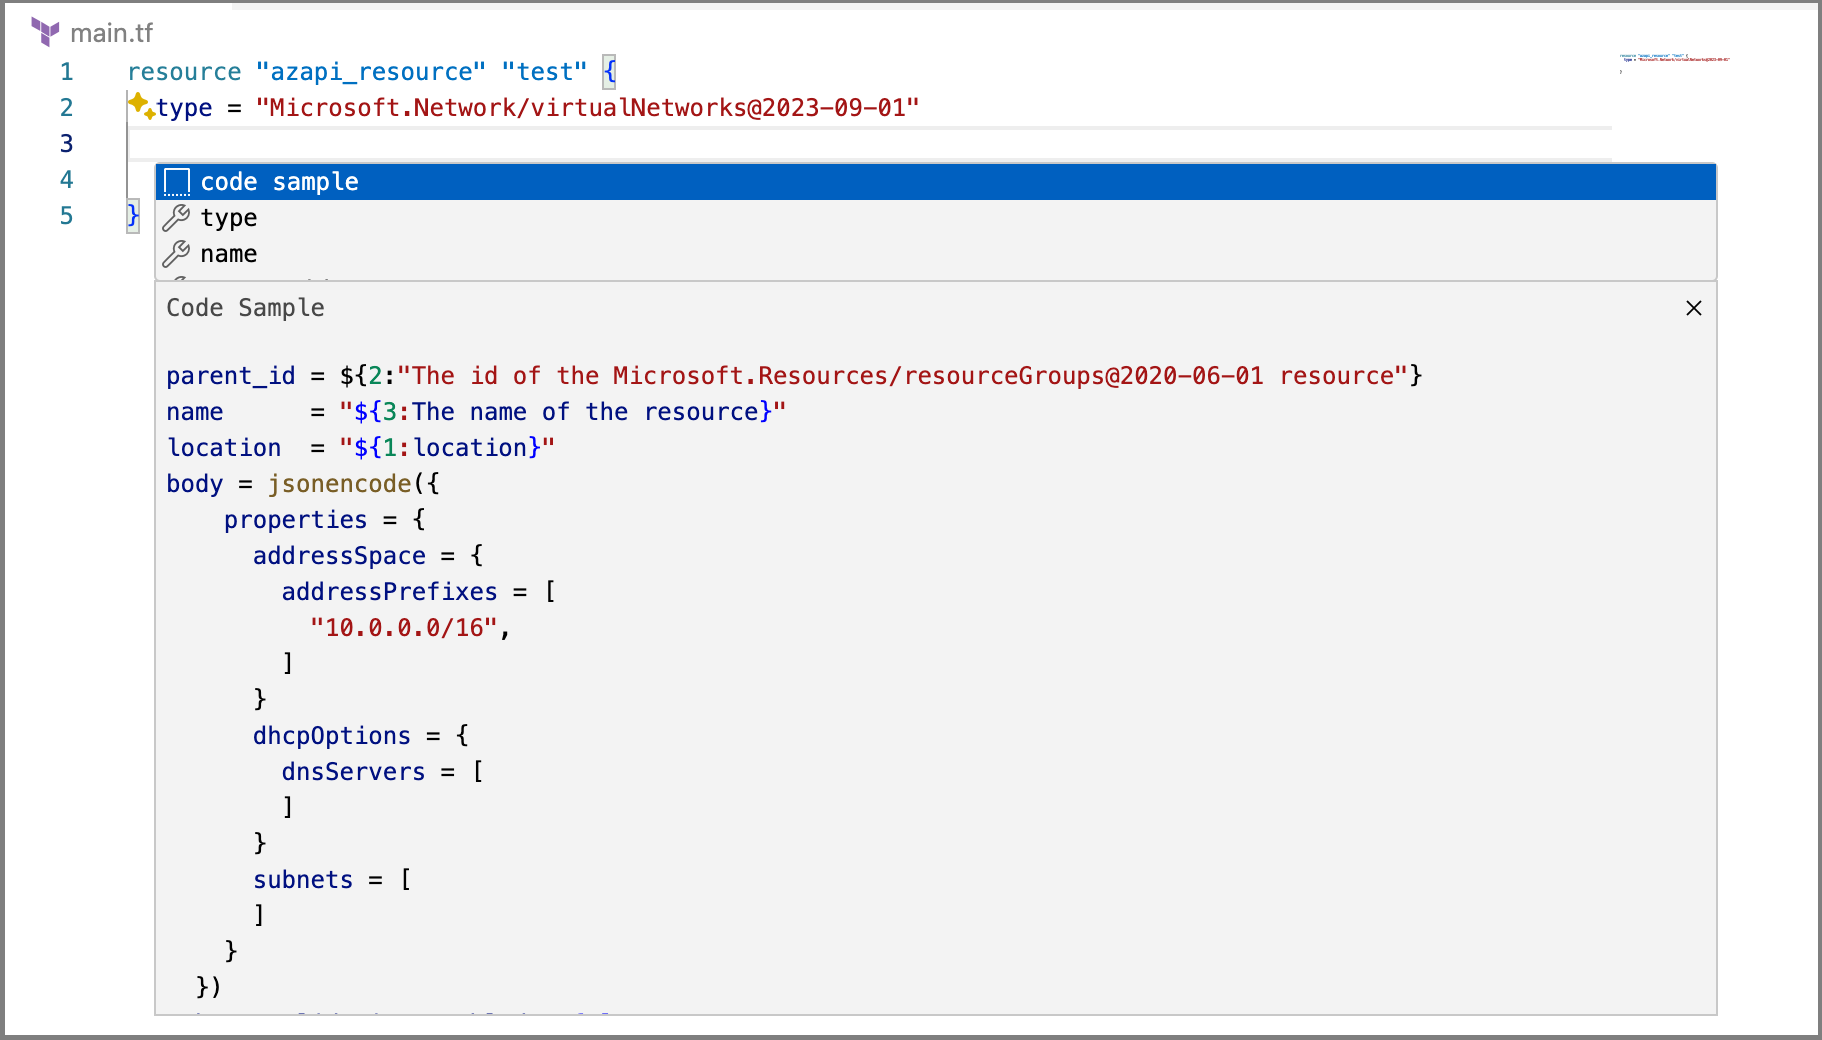 main.tf
1 resource "azapi_resource" "test" {
2 type = "Microsoft.Network/virtualNetworks@2023-09-01"
3
4
5 }
code sample
type
name
Code Sample
parent_id = ${2:"The id of the Microsoft.Resources/resourceGroups@2020-06-01 resource"}
name      = "${3:The name of the resource}"
location  = "${1:location}"
body = jsonencode({
    properties = {
      addressSpace = {
        addressPrefixes = [
          "10.0.0.0/16",
        ]
      }
      dhcpOptions = {
        dnsServers = [
        ]
      }
      subnets = [
      ]
    }
  })